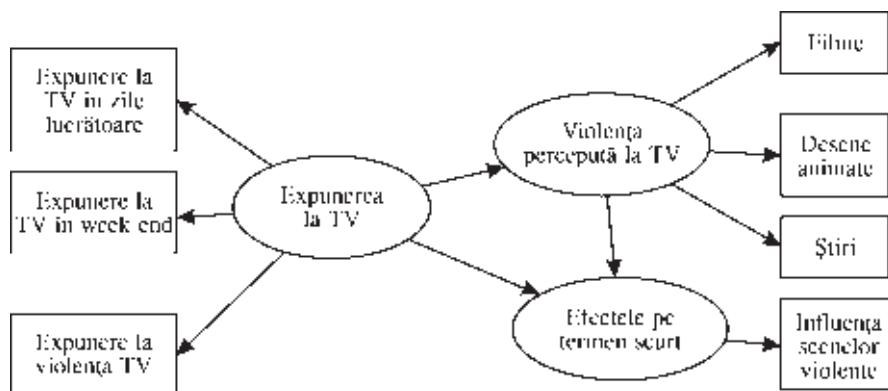 Expunere la
TV în zile
lucrătoare
Expunere la
TV în week end
Expunere la
violența TV
Expunerea
la TV
Violența
percepută la TV
Efectele pe
termen scurt
Filme
Desene
animate
Știri
Influența
scenelor
violente